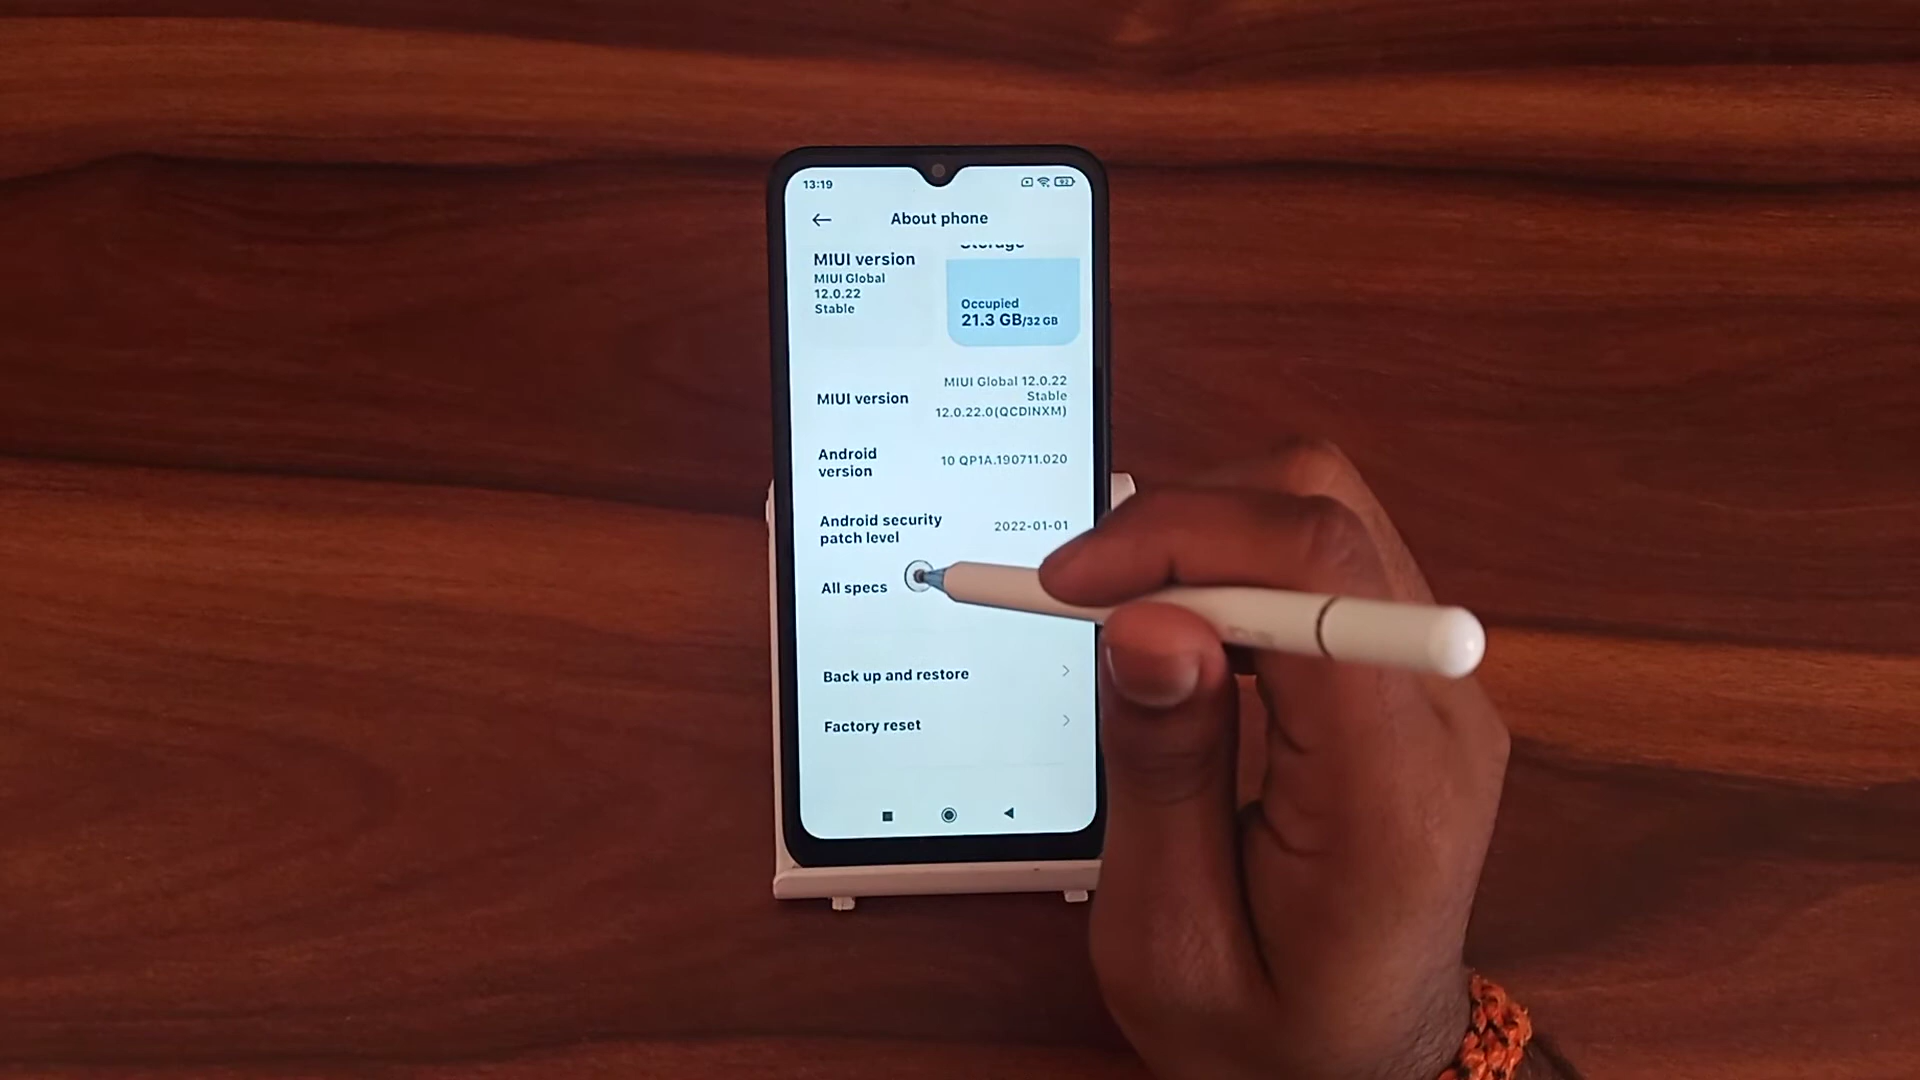 13:19
92
About phone
Storage
MIUI version
MIUI Global
12.0.22
Stable
Occupied
21.3 GB/32 GB
MIUI version
MIUI Global 12.0.22
Stable
12.0.22.0(QCDINXM)
Android
version
10 QP1A.190711.020
Android security
patch level
2022-01-01
All specs
Back up and restore
Factory reset